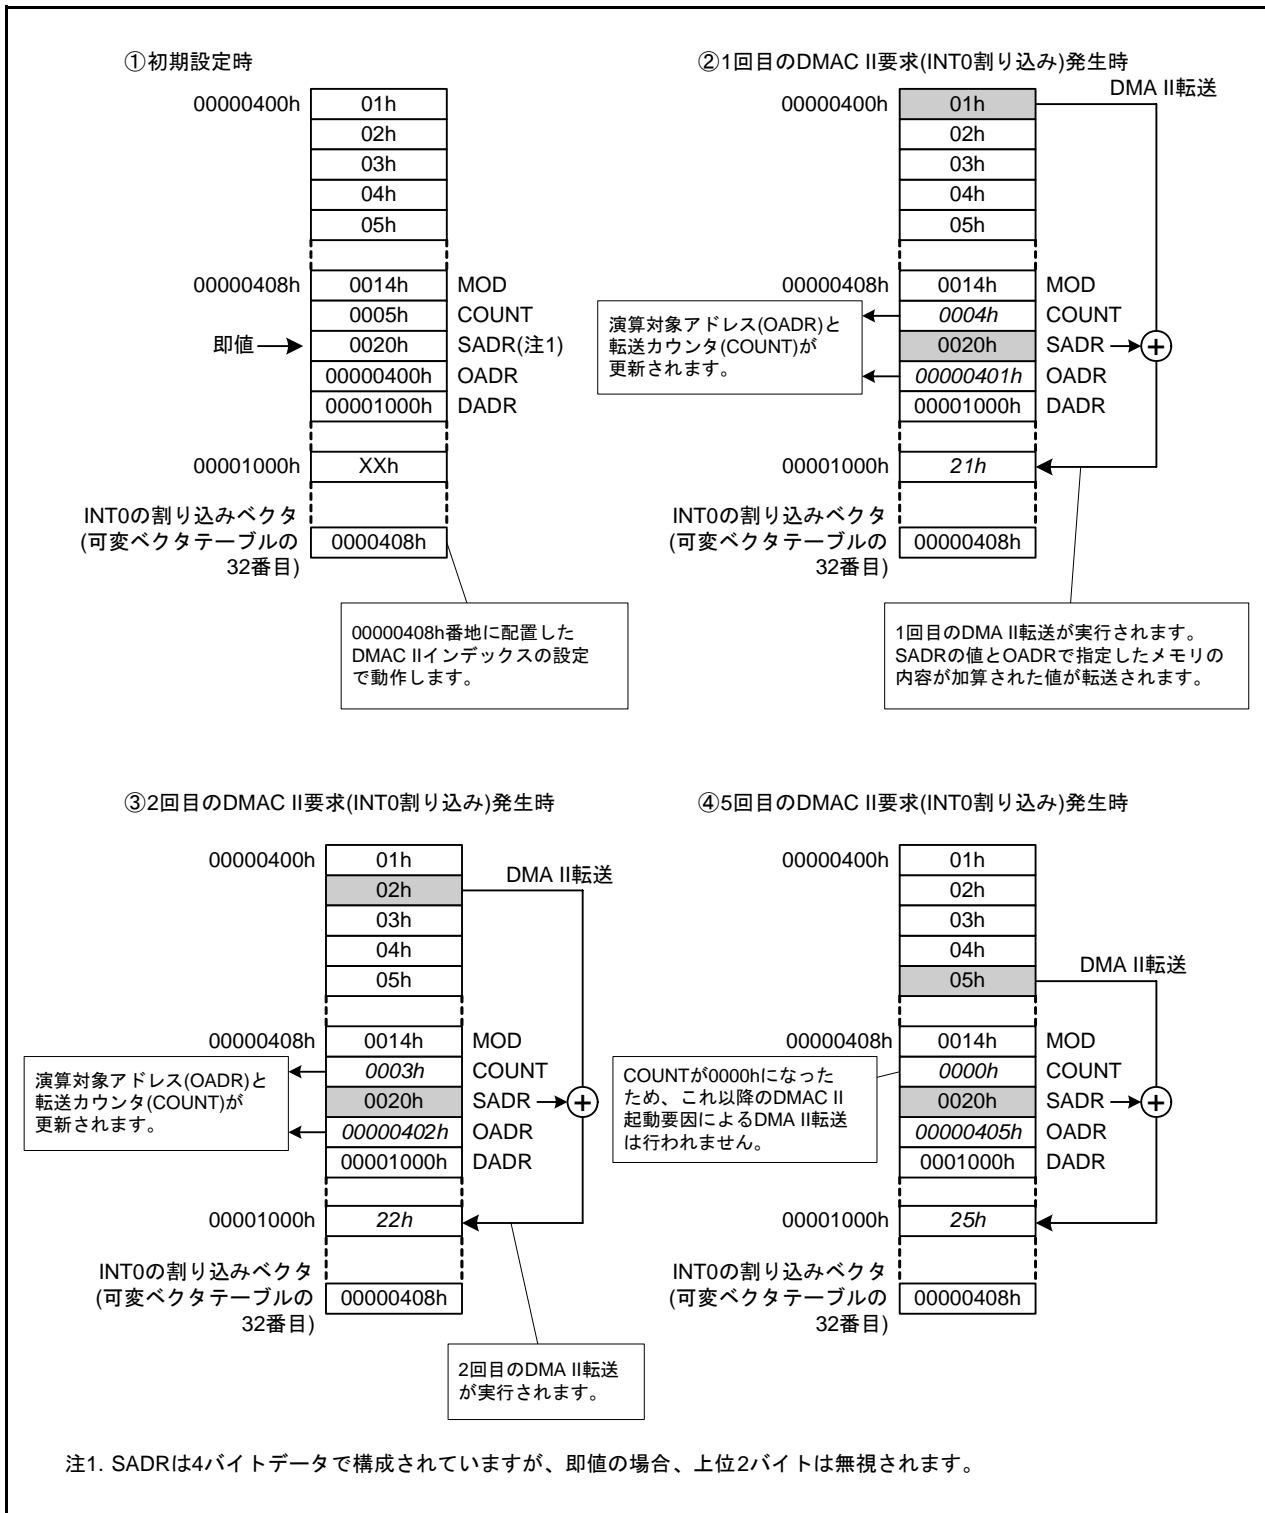 ①初期設定時
00000400h 01h
02h
03h
04h
05h
00000408h 0014h MOD
0005h COUNT
即値 0020h SADR(注1)
00000400h OADR
00001000h DADR
00001000h XXh
INT0の割り込みベクタ
(可変ベクタテーブルの
32番目)
0000408h
00000408h番地に配置した
DMAC IIインデックスの設定
で動作します。
②1回目のDMAC II要求(INT0割り込み)発生時
DMA II転送
00000400h 01h
02h
03h
04h
05h
00000408h 0014h MOD
0004h COUNT
0020h SADR +
00000401h OADR
00001000h DADR
演算対象アドレス(OADR)と
転送カウンタ(COUNT)が
更新されます。
00001000h 21h
INT0の割り込みベクタ
(可変ベクタテーブルの
32番目)
00000408h
1回目のDMA II転送が実行されます。
SADRの値とOADRで指定したメモリの
内容が加算された値が転送されます。
③2回目のDMAC II要求(INT0割り込み)発生時
00000400h 01h
DMA II転送
02h
03h
04h
05h
00000408h 0014h MOD
0003h COUNT
0020h SADR +
00000402h OADR
00001000h DADR
演算対象アドレス(OADR)と
転送カウンタ(COUNT)が
更新されます。
00001000h 22h
INT0の割り込みベクタ
(可変ベクタテーブルの
32番目)
00000408h
2回目のDMA II転送
が実行されます。
④5回目のDMAC II要求(INT0割り込み)発生時
00000400h 01h
02h
03h
04h
05h
DMA II転送
00000408h 0014h MOD
0000h COUNT
0020h SADR +
00000405h OADR
0001000h DADR
COUNTが0000hになった
ため、これ以降のDMAC II
起動要因によるDMA II転送
は行われません。
00001000h 25h
INT0の割り込みベクタ
(可変ベクタテーブルの
32番目)
00000408h
注1. SADRは4バイトデータで構成されていますが、即値の場合、上位2バイトは無視されます。